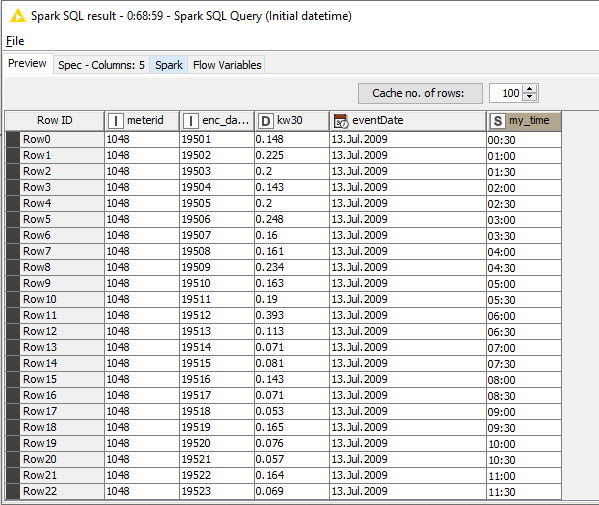 Spark SQL result - 0:68:59 - Spark SQL Query (Initial datetime)
File
Preview Spec - Columns: 5 Spark Flow Variables
Cache no. of rows: 100
Row ID I meterid I enc_da... D kw30 eventDate S my_time
Row0 1048 19501 0.148 13.Jul.2009 00:30
Row1 1048 19502 0.225 13.Jul.2009 01:00
Row2 1048 19503 0.2 13.Jul.2009 01:30
Row3 1048 19504 0.143 13.Jul.2009 02:00
Row4 1048 19505 0.2 13.Jul.2009 02:30
Row5 1048 19506 0.248 13.Jul.2009 03:00
Row6 1048 19507 0.16 13.Jul.2009 03:30
Row7 1048 19508 0.161 13.Jul.2009 04:00
Row8 1048 19509 0.234 13.Jul.2009 04:30
Row9 1048 19510 0.163 13.Jul.2009 05:00
Row10 1048 19511 0.19 13.Jul.2009 05:30
Row11 1048 19512 0.393 13.Jul.2009 06:00
Row12 1048 19513 0.113 13.Jul.2009 06:30
Row13 1048 19514 0.071 13.Jul.2009 07:00
Row14 1048 19515 0.081 13.Jul.2009 07:30
Row15 1048 19516 0.143 13.Jul.2009 08:00
Row16 1048 19517 0.071 13.Jul.2009 08:30
Row17 1048 19518 0.053 13.Jul.2009 09:00
Row18 1048 19519 0.165 13.Jul.2009 09:30
Row19 1048 19520 0.076 13.Jul.2009 10:00
Row20 1048 19521 0.057 13.Jul.2009 10:30
Row21 1048 19522 0.164 13.Jul.2009 11:00
Row22 1048 19523 0.069 13.Jul.2009 11:30